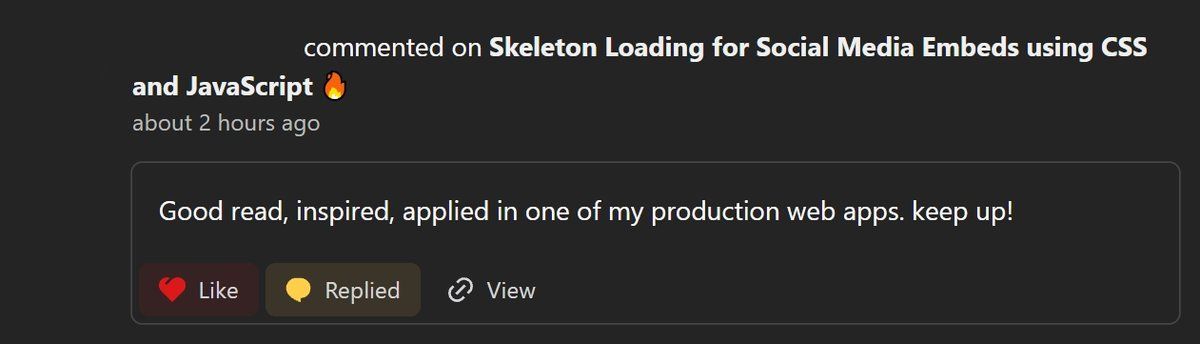 commented on Skeleton Loading for Social Media Embeds using CSS
and JavaScript 🔥
about 2 hours ago
Good read, inspired, applied in one of my production web apps. keep up!
Like Replied View